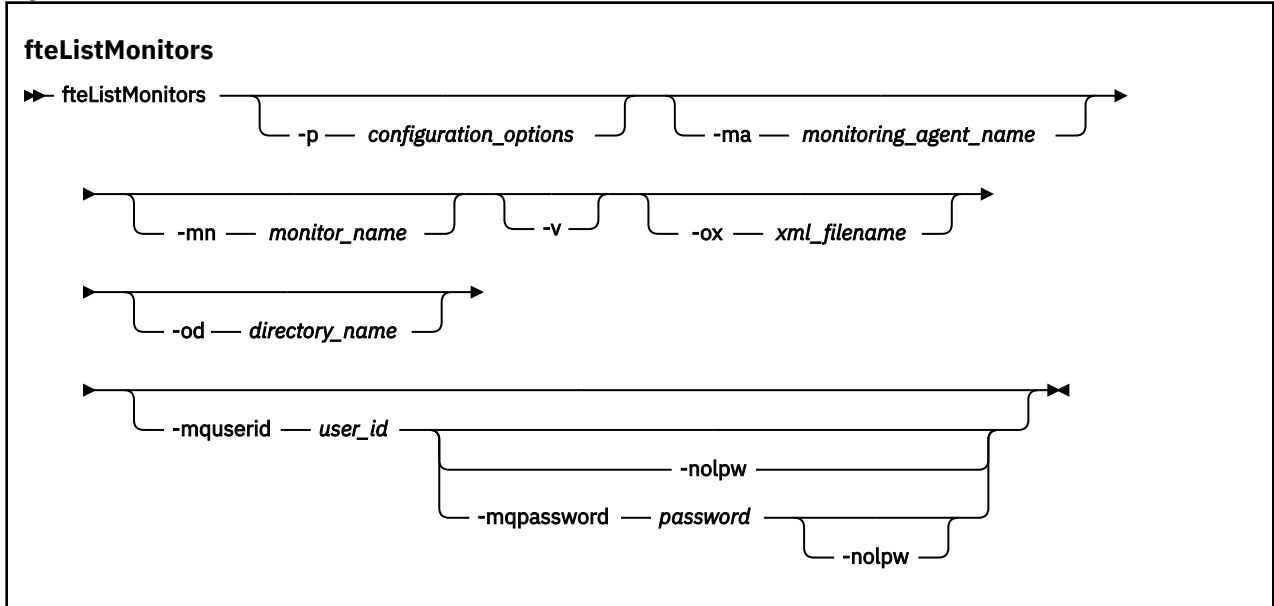 fteListMonitors
fteListMonitors
-p configuration_options -ma monitoring_agent_name
-mn monitor_name -v -ox xml_filename
-od directory_name
-mquserid user_id
-nolpw
-mqpassword password
-nolpw